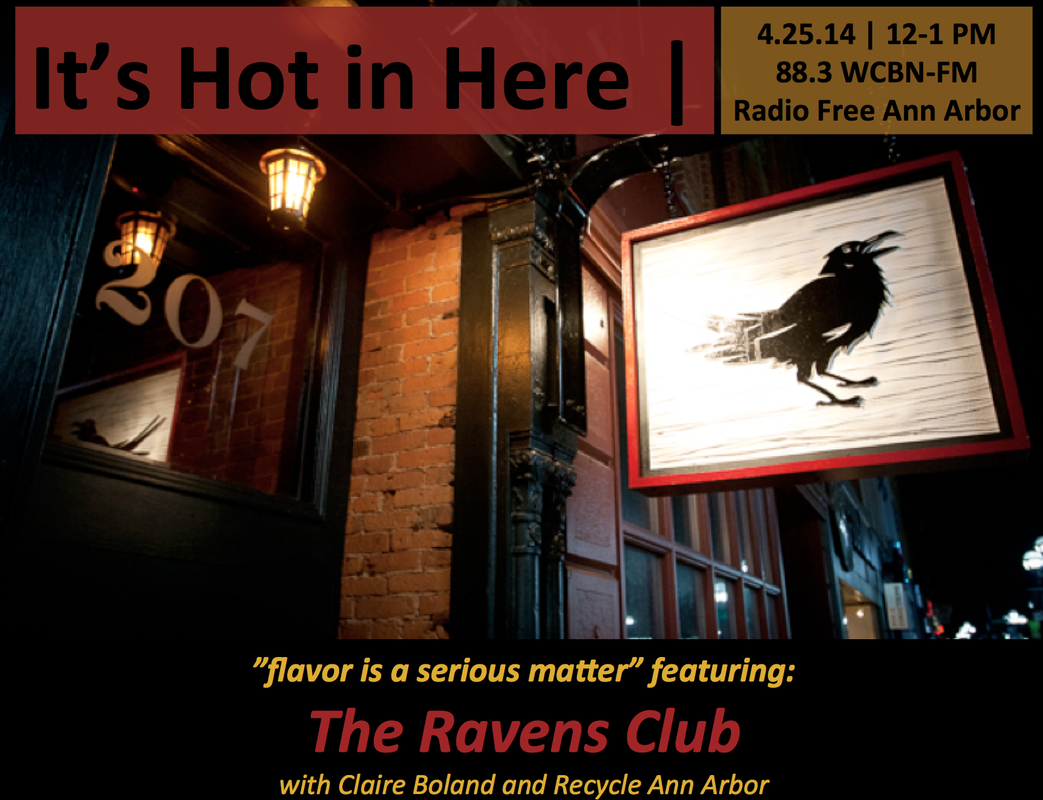 It’s Hot in Here |
4.25.14 | 12-1 PM
88.3 WCBN-FM
Radio Free Ann Arbor
207
”flavor is a serious matter” featuring:
The Ravens Club
with Claire Boland and Recycle Ann Arbor